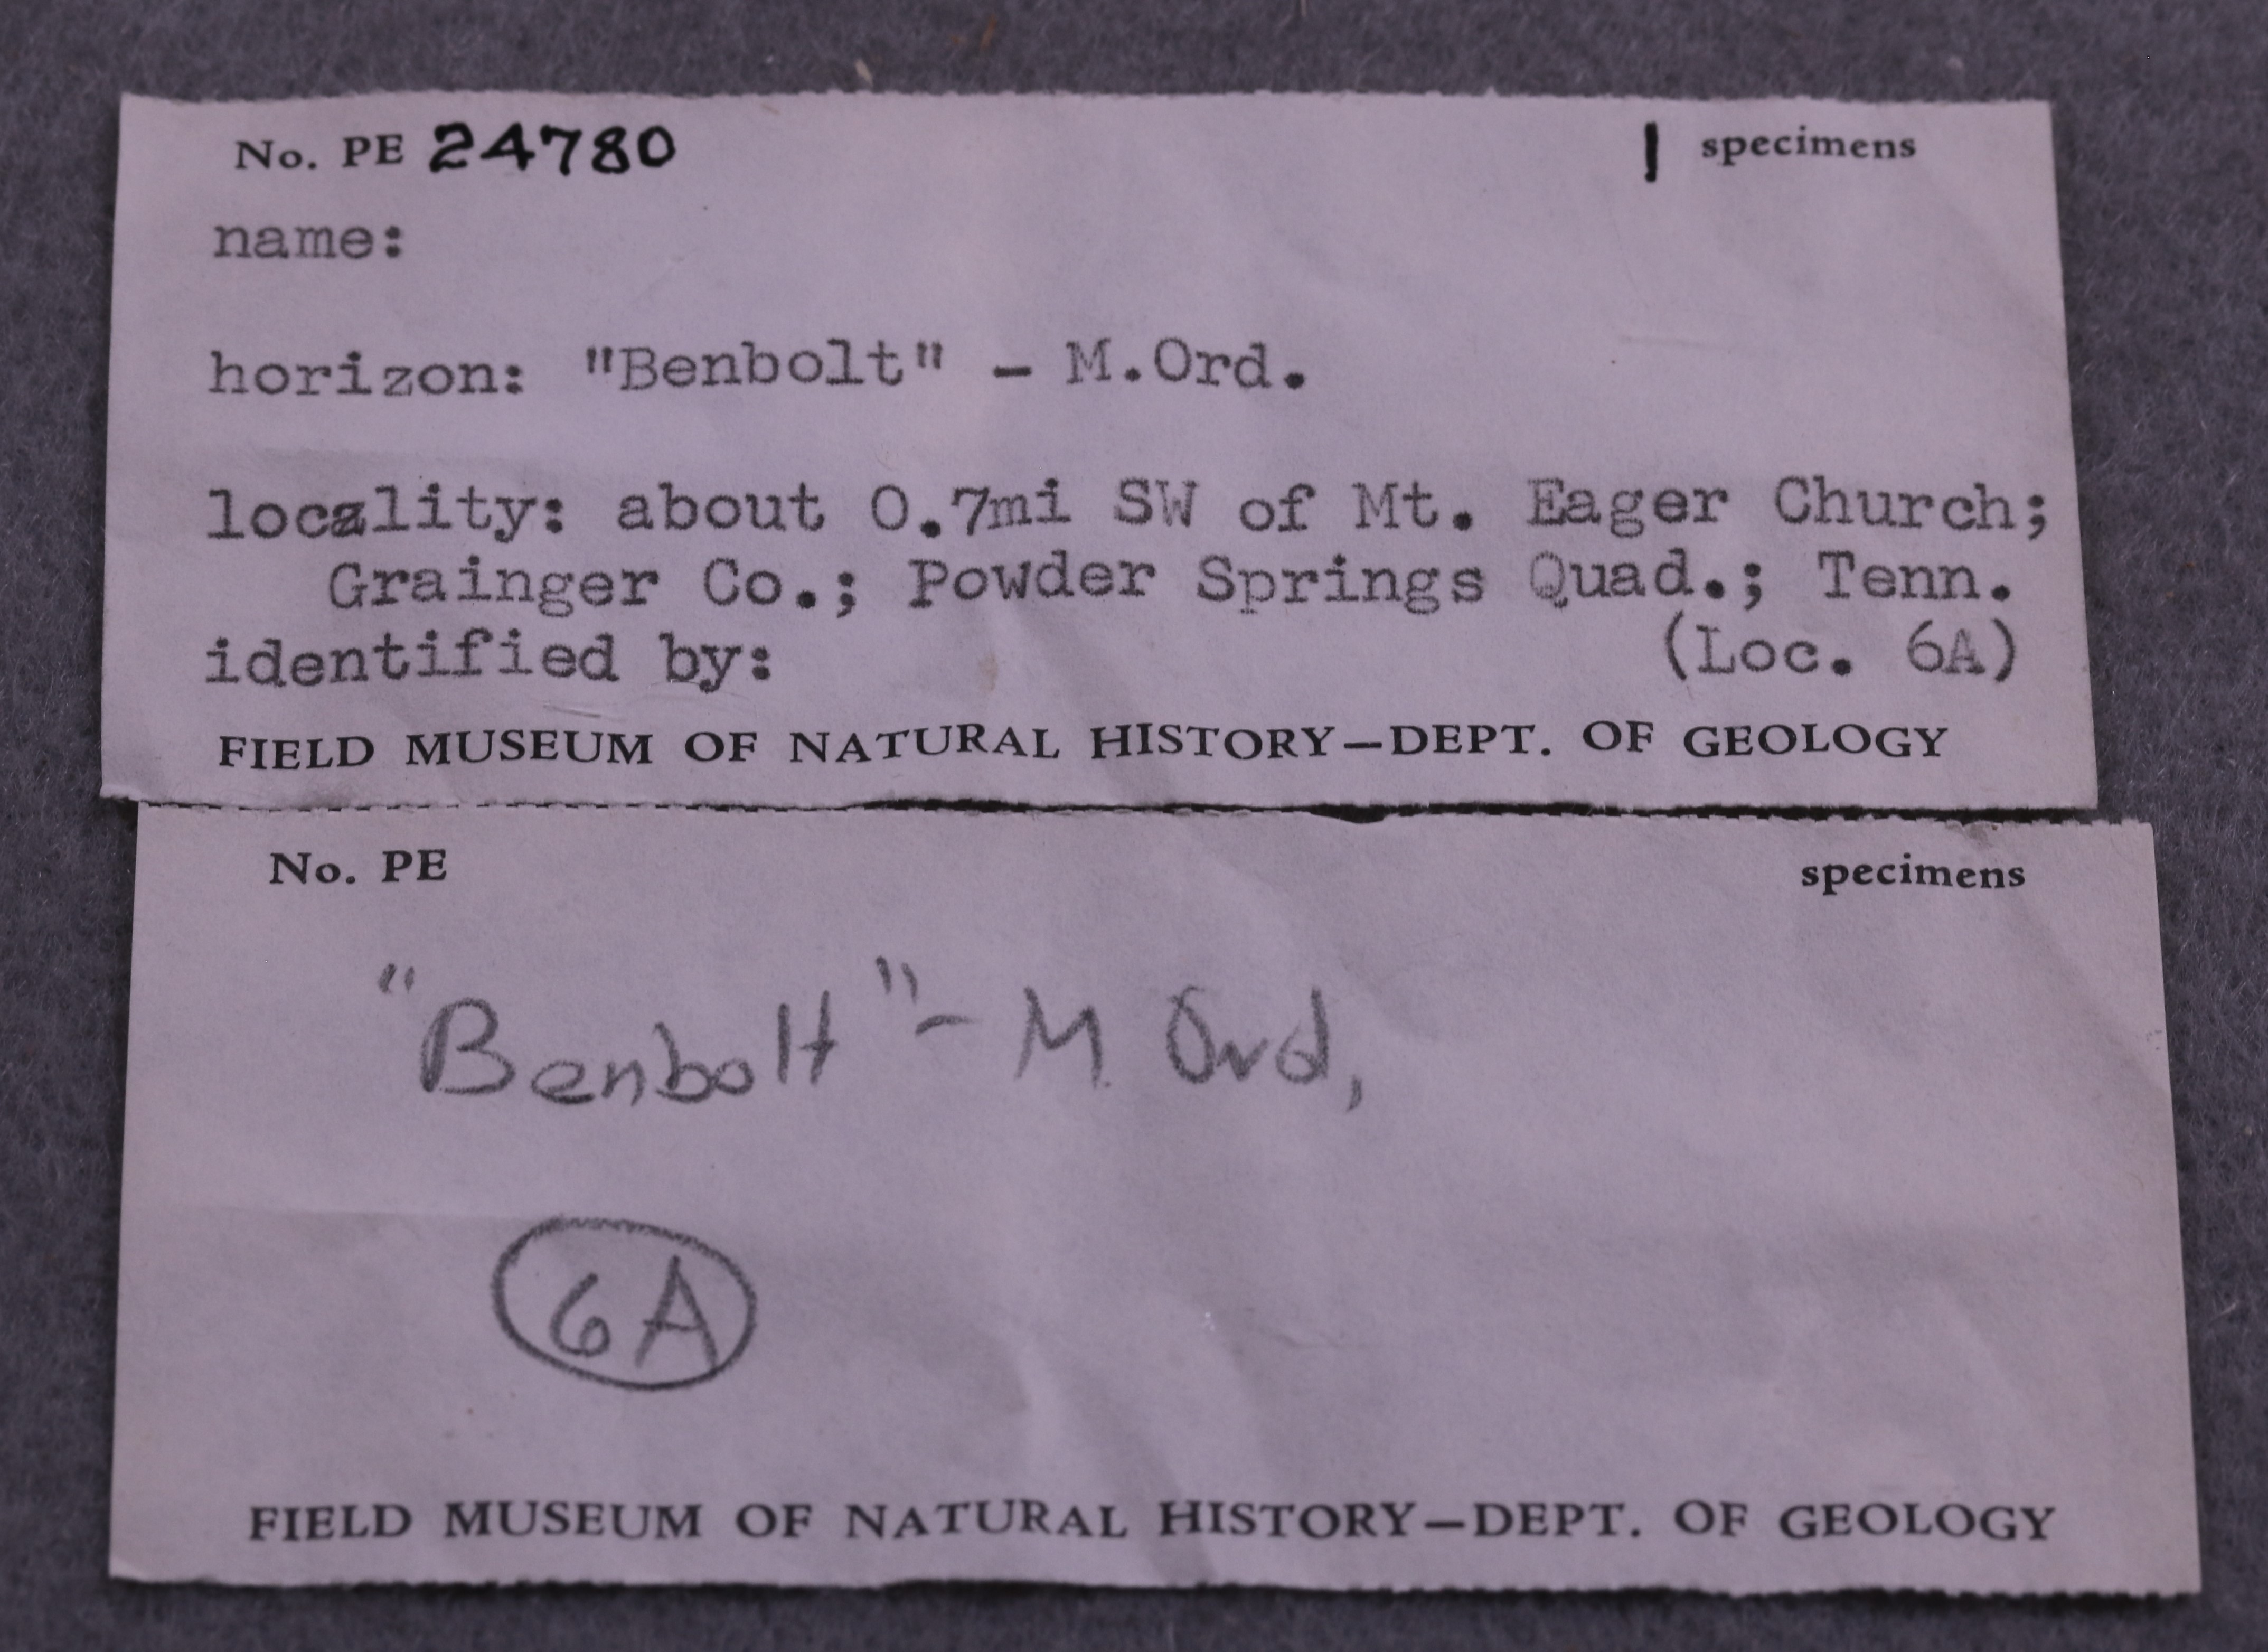 No. PE 24780 1 specimens
name:
horizon: "Benbolt" - M.Ord.
locality: about 0.7mi SW of Mt. Eager Church;
Grainger Co.; Powder Springs Quad.; Tenn.
identified by: (Loc. 6A)
FIELD MUSEUM OF NATURAL HISTORY—DEPT. OF GEOLOGY
No. PE specimens
"Benbolt" - M. Ord,
6A
FIELD MUSEUM OF NATURAL HISTORY—DEPT. OF GEOLOGY